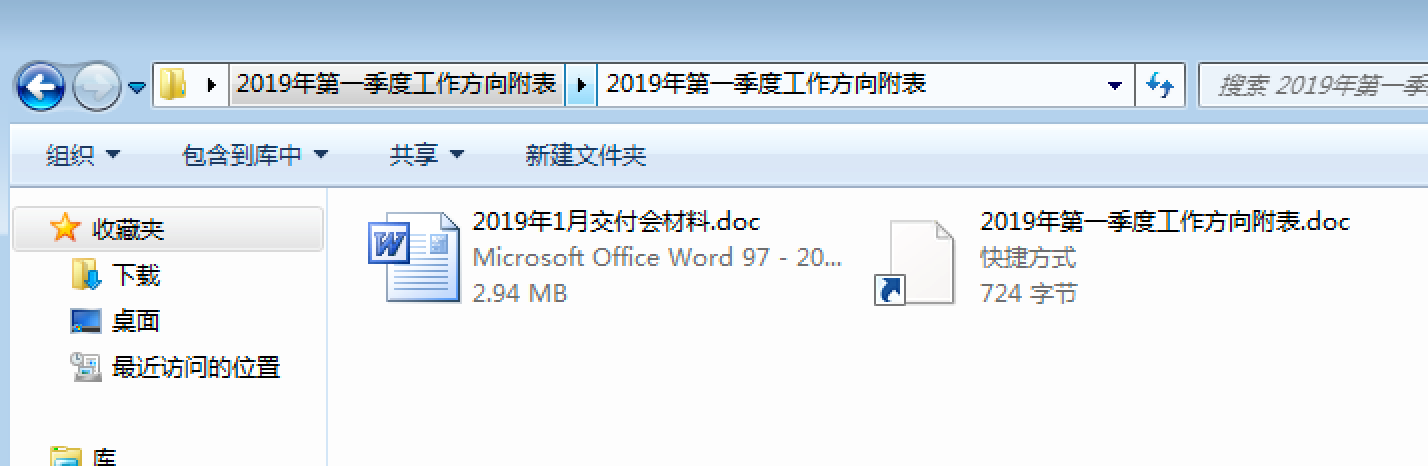 2019年第一季度工作方向附表 2019年第一季度工作方向附表 搜索 2019年第一季
组织 包含到库中 共享 新建文件夹
收藏夹
下载
桌面
最近访问的位置
库
2019年1月交付会材料.doc
Microsoft Office Word 97 - 20...
2.94 MB
2019年第一季度工作方向附表.doc
快捷方式
724 字节